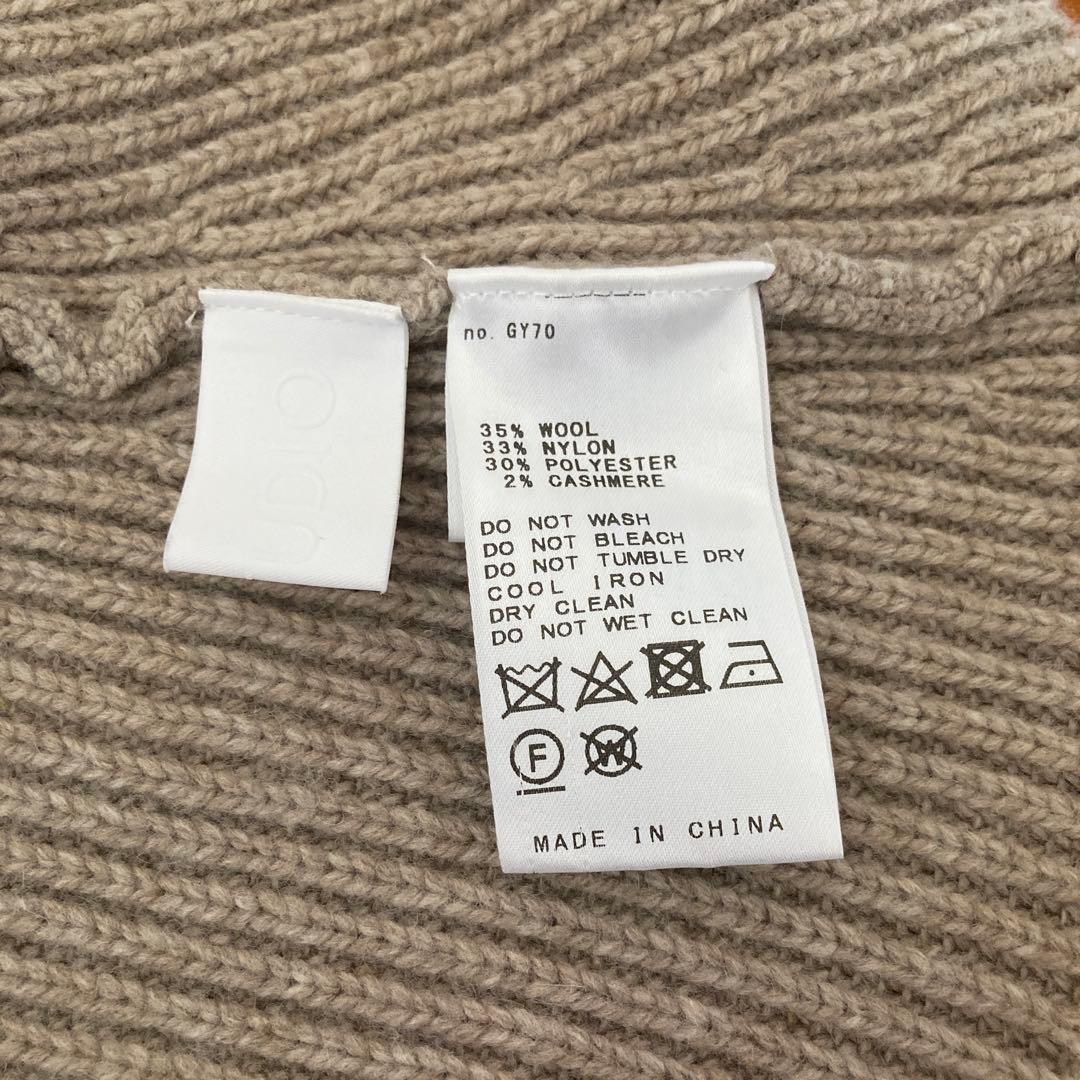 no. GY70
35% WOOL
33% NYLON
30% POLYESTER
2% CASHMERE
DO NOT WASH
DO NOT BLEACH
DO NOT TUMBLE DRY
COOL IRON
DRY CLEAN
DO NOT WET CLEAN
F W
MADE IN CHINA